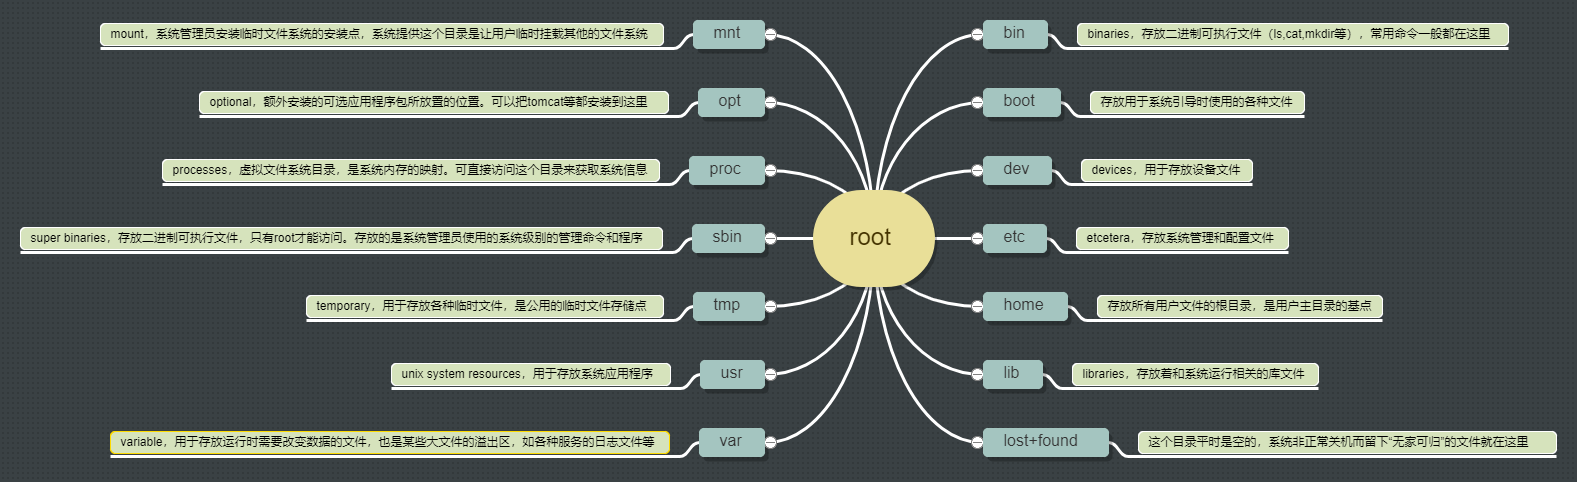 root
mnt
mount，系统管理员安装临时文件系统的安装点，系统提供这个目录是让用户临时挂载其他的文件系统
opt
optional，额外安装的可选应用程序包所放置的位置。可以把tomcat等都安装到这里
proc
processes，虚拟文件系统目录，是系统内存的映射。可直接访问这个目录来获取系统信息
sbin
super binaries，存放二进制可执行文件，只有root才能访问。存放的是系统管理员使用的系统级别的管理命令和程序
tmp
temporary，用于存放各种临时文件，是公用的临时文件存储点
usr
unix system resources，用于存放系统应用程序
var
variable，用于存放运行时需要改变数据的文件，也是某些大文件的溢出区，如各种服务的日志文件等
bin
binaries，存放二进制可执行文件（ls,cat,mkdir等），常用命令一般都在这里
boot
存放用于系统引导时使用的各种文件
dev
devices，用于存放设备文件
etc
etcetera，存放系统管理和配置文件
home
存放所有用户文件的根目录，是用户主目录的基点
lib
libraries，存放着和系统运行相关的库文件
lost+found
这个目录平时是空的，系统非正常关机而留下“无家可归”的文件就在这里